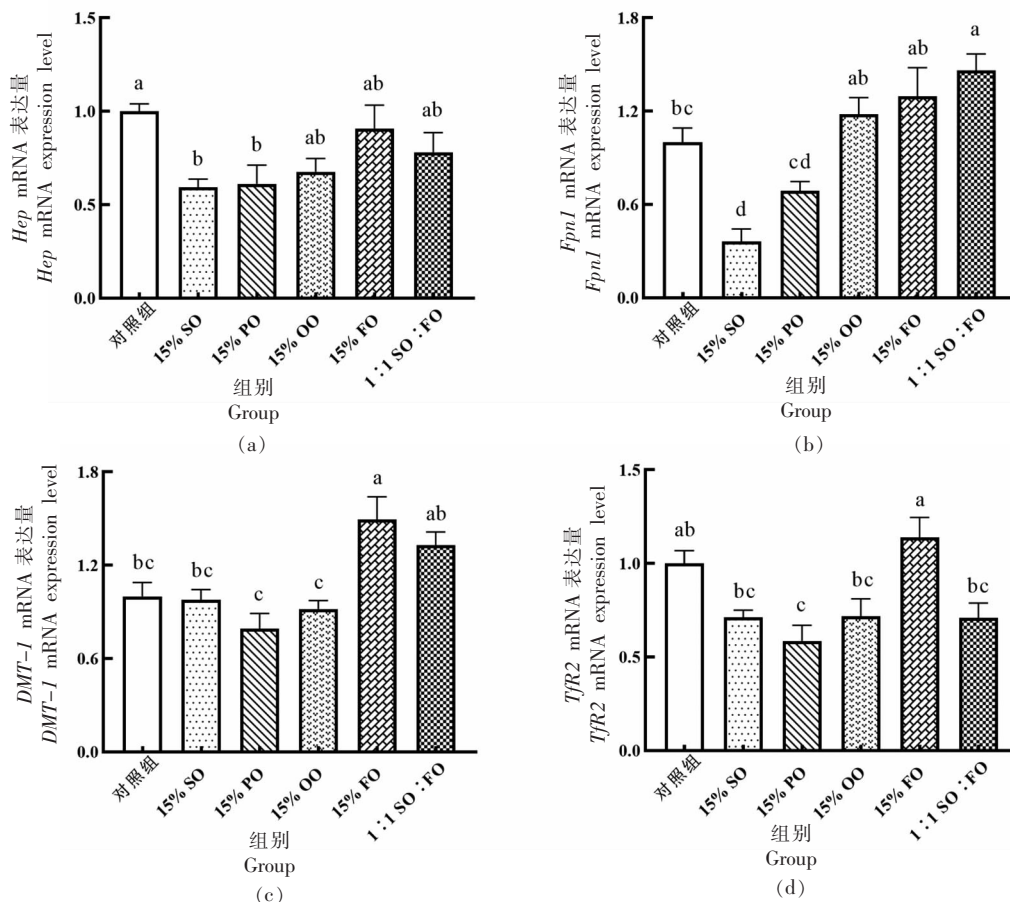 Hep mRNA 表达量
Hep mRNA expression level
1.5
1.0
0.5
0.0
a
b
b
ab
ab
ab
对照组
15% SO
15% PO
15% OO
15% FO
1∶1 SO∶FO
组别
Group
(a)
Fpn1 mRNA 表达量
Fpn1 mRNA expression level
1.8
1.2
0.6
0.0
bc
d
cd
ab
ab
a
对照组
15% SO
15% PO
15% OO
15% FO
1∶1 SO∶FO
组别
Group
(b)
DMT-1 mRNA 表达量
DMT-1 mRNA expression level
1.8
1.2
0.6
0.0
bc
bc
c
c
a
ab
对照组
15% SO
15% PO
15% OO
15% FO
1∶1 SO∶FO
组别
Group
(c)
TfR2 mRNA 表达量
TfR2 mRNA expression level
1.5
1.0
0.5
0.0
ab
bc
c
bc
a
bc
对照组
15% SO
15% PO
15% OO
15% FO
1∶1 SO∶FO
组别
Group
(d)